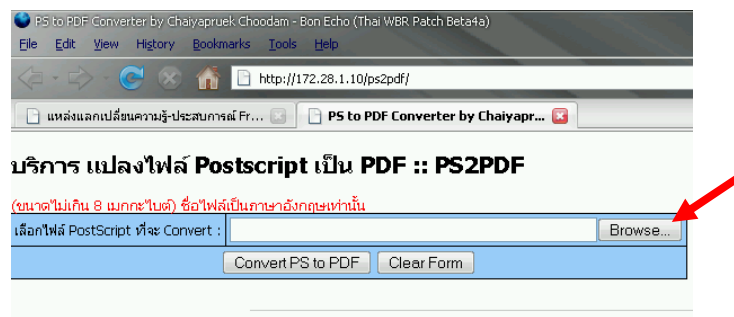 PS to PDF Converter by Chaiyapruek Choodam - Bon Echo (Thai WBR Patch Beta4a)
File Edit View History Bookmarks Tools Help
http://172.28.1.10/ps2pdf/
แหล่งแลกเปลี่ยนความรู้-ประสบการณ์ Fr... PS to PDF Converter by Chaiyapr...
บริการ แปลงไฟล์ Postscript เป็น PDF :: PS2PDF
(ขนาดไม่เกิน 8 เมกกะไบต์) ชื่อไฟล์เป็นภาษาอังกฤษเท่านั้น
เลือกไฟล์ PostScript ที่จะ Convert : Browse...
Convert PS to PDF Clear Form